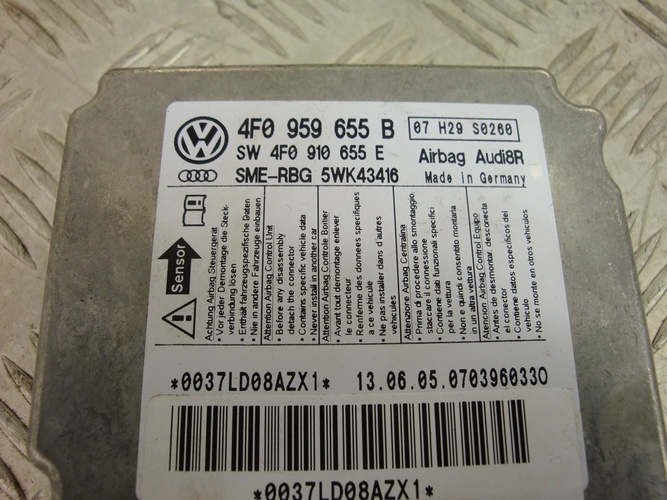 4F0 959 655 B
07 H29 S0260
SW 4F0 910 655 E
Airbag Audi8R
SME-RBG 5WK43416
Made in Germany
Sensor
Achtung Airbag Steuergerät
• Vor jeder Demontage die Steck-
verbindung lösen
• Enthält fahrzeugspezifische Daten
• Nie in andere Fahrzeuge einbauen
Attention Airbag Control Unit
• Before any disassembly
detach the connector
• Contains specific vehicle data
• Never install in another car
Attention Airbag Controle Boitier
• Avant tout démontage enlever
le connecteur
• Renferme des donnees specifiques
a ce vehicule
• Ne pas installer dans d'autres
vehicules
Attenzione Airbag Centralina
• Prima di procedere allo smontaggio,
staccare il connessione
• Contiene dati funzionali specifici
per la vettura
• Non e quindi consentito montarla
in un altra vettura
Atencion Airbag Control Equipo
• Antes de desmontar, desconecta
el conector
• Contiene datos específicos del
vehiculo
• No se monte en otros vehículos
*0037LD08AZX1*
13.06.05.0703960330
*0037LD08AZX1*